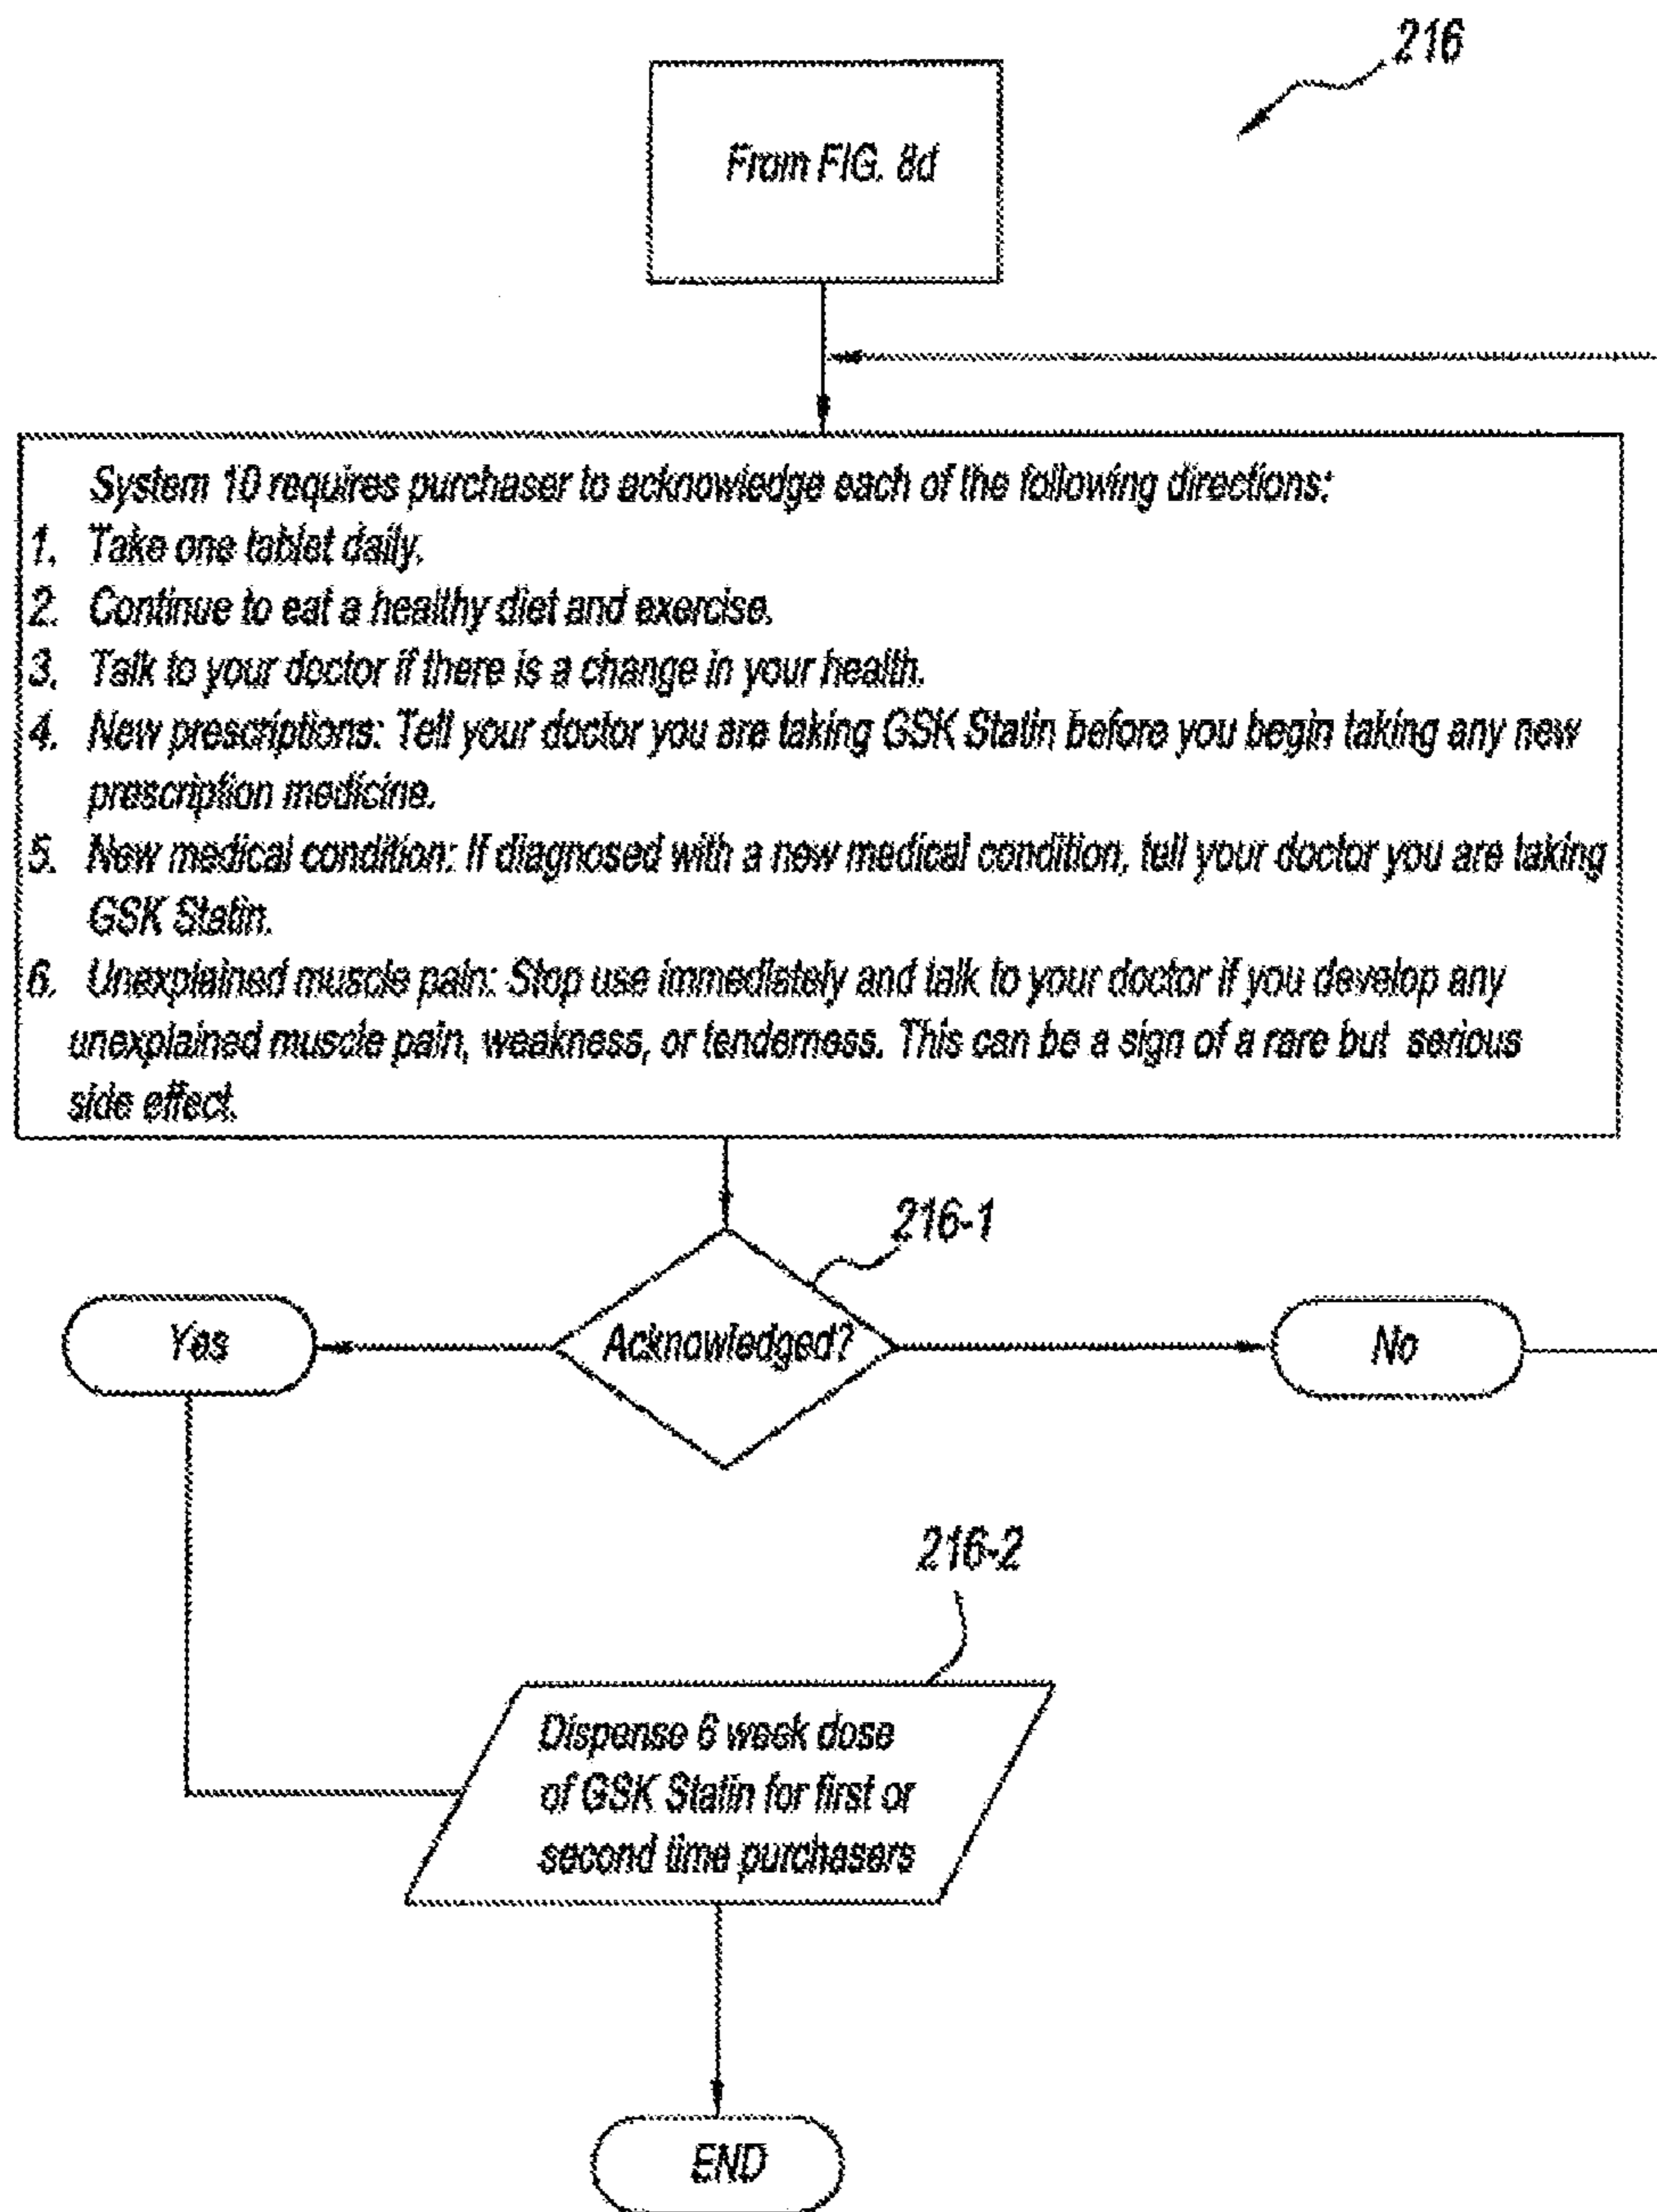 216
From FIG. 8d
System 10 requires purchaser to acknowledge each of the following directions:
1. Take one tablet daily.
2. Continue to eat a healthy diet and exercise.
3. Talk to your doctor if there is a change in your health.
4. New prescriptions: Tell your doctor you are taking GSK Statin before you begin taking any new
prescription medicine.
5. New medical condition: If diagnosed with a new medical condition, tell your doctor you are taking
GSK Statin.
6. Unexplained muscle pain: Stop use immediately and talk to your doctor if you develop any
unexplained muscle pain, weakness, or tenderness. This can be a sign of a rare but serious
side effect.
216-1
Yes
Acknowledged?
No
216-2
Dispense 6 week dose
of GSK Statin for first or
second time purchasers
END